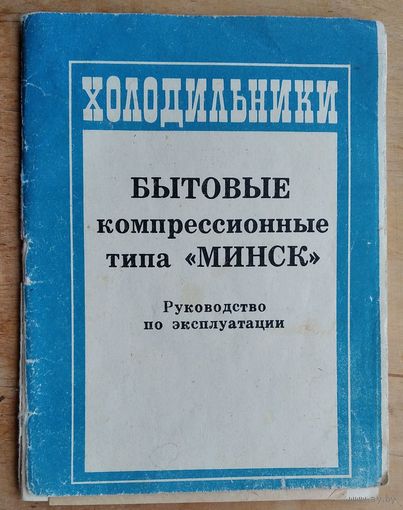 ХОЛОДИЛЬНИКИ
БЫТОВЫЕ
компрессионные
типа «МИНСК»
Руководство
по эксплуатации